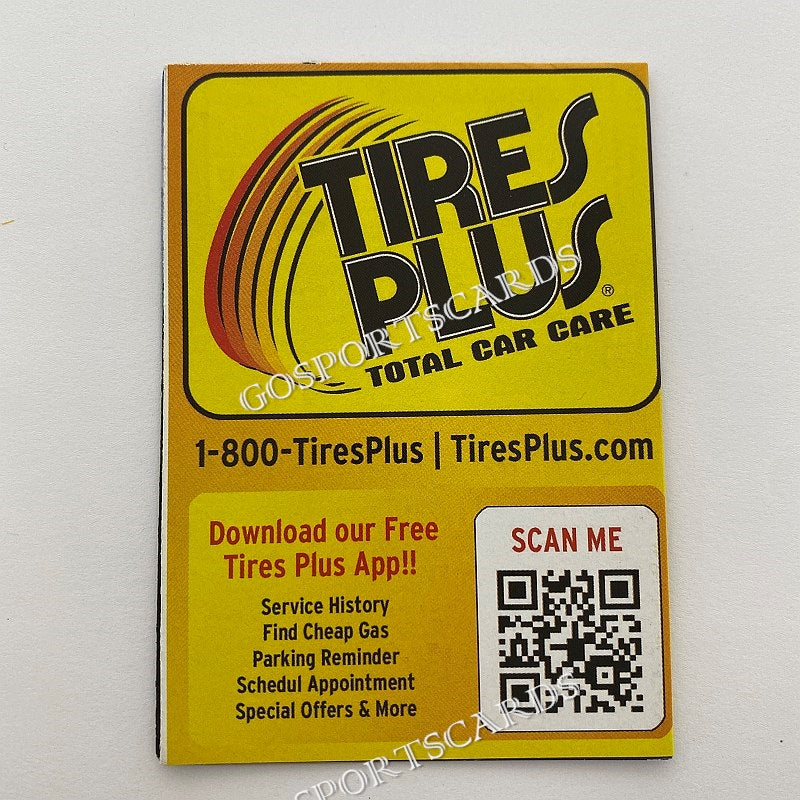 TIRES
PLUS®
TOTAL CAR CARE
GOSPORTSCARDS
1-800-TiresPlus | TiresPlus.com
Download our Free
Tires Plus App!!
Service History
Find Cheap Gas
Parking Reminder
Schedul Appointment
Special Offers & More
SCAN ME
GOSPORTSCARDS